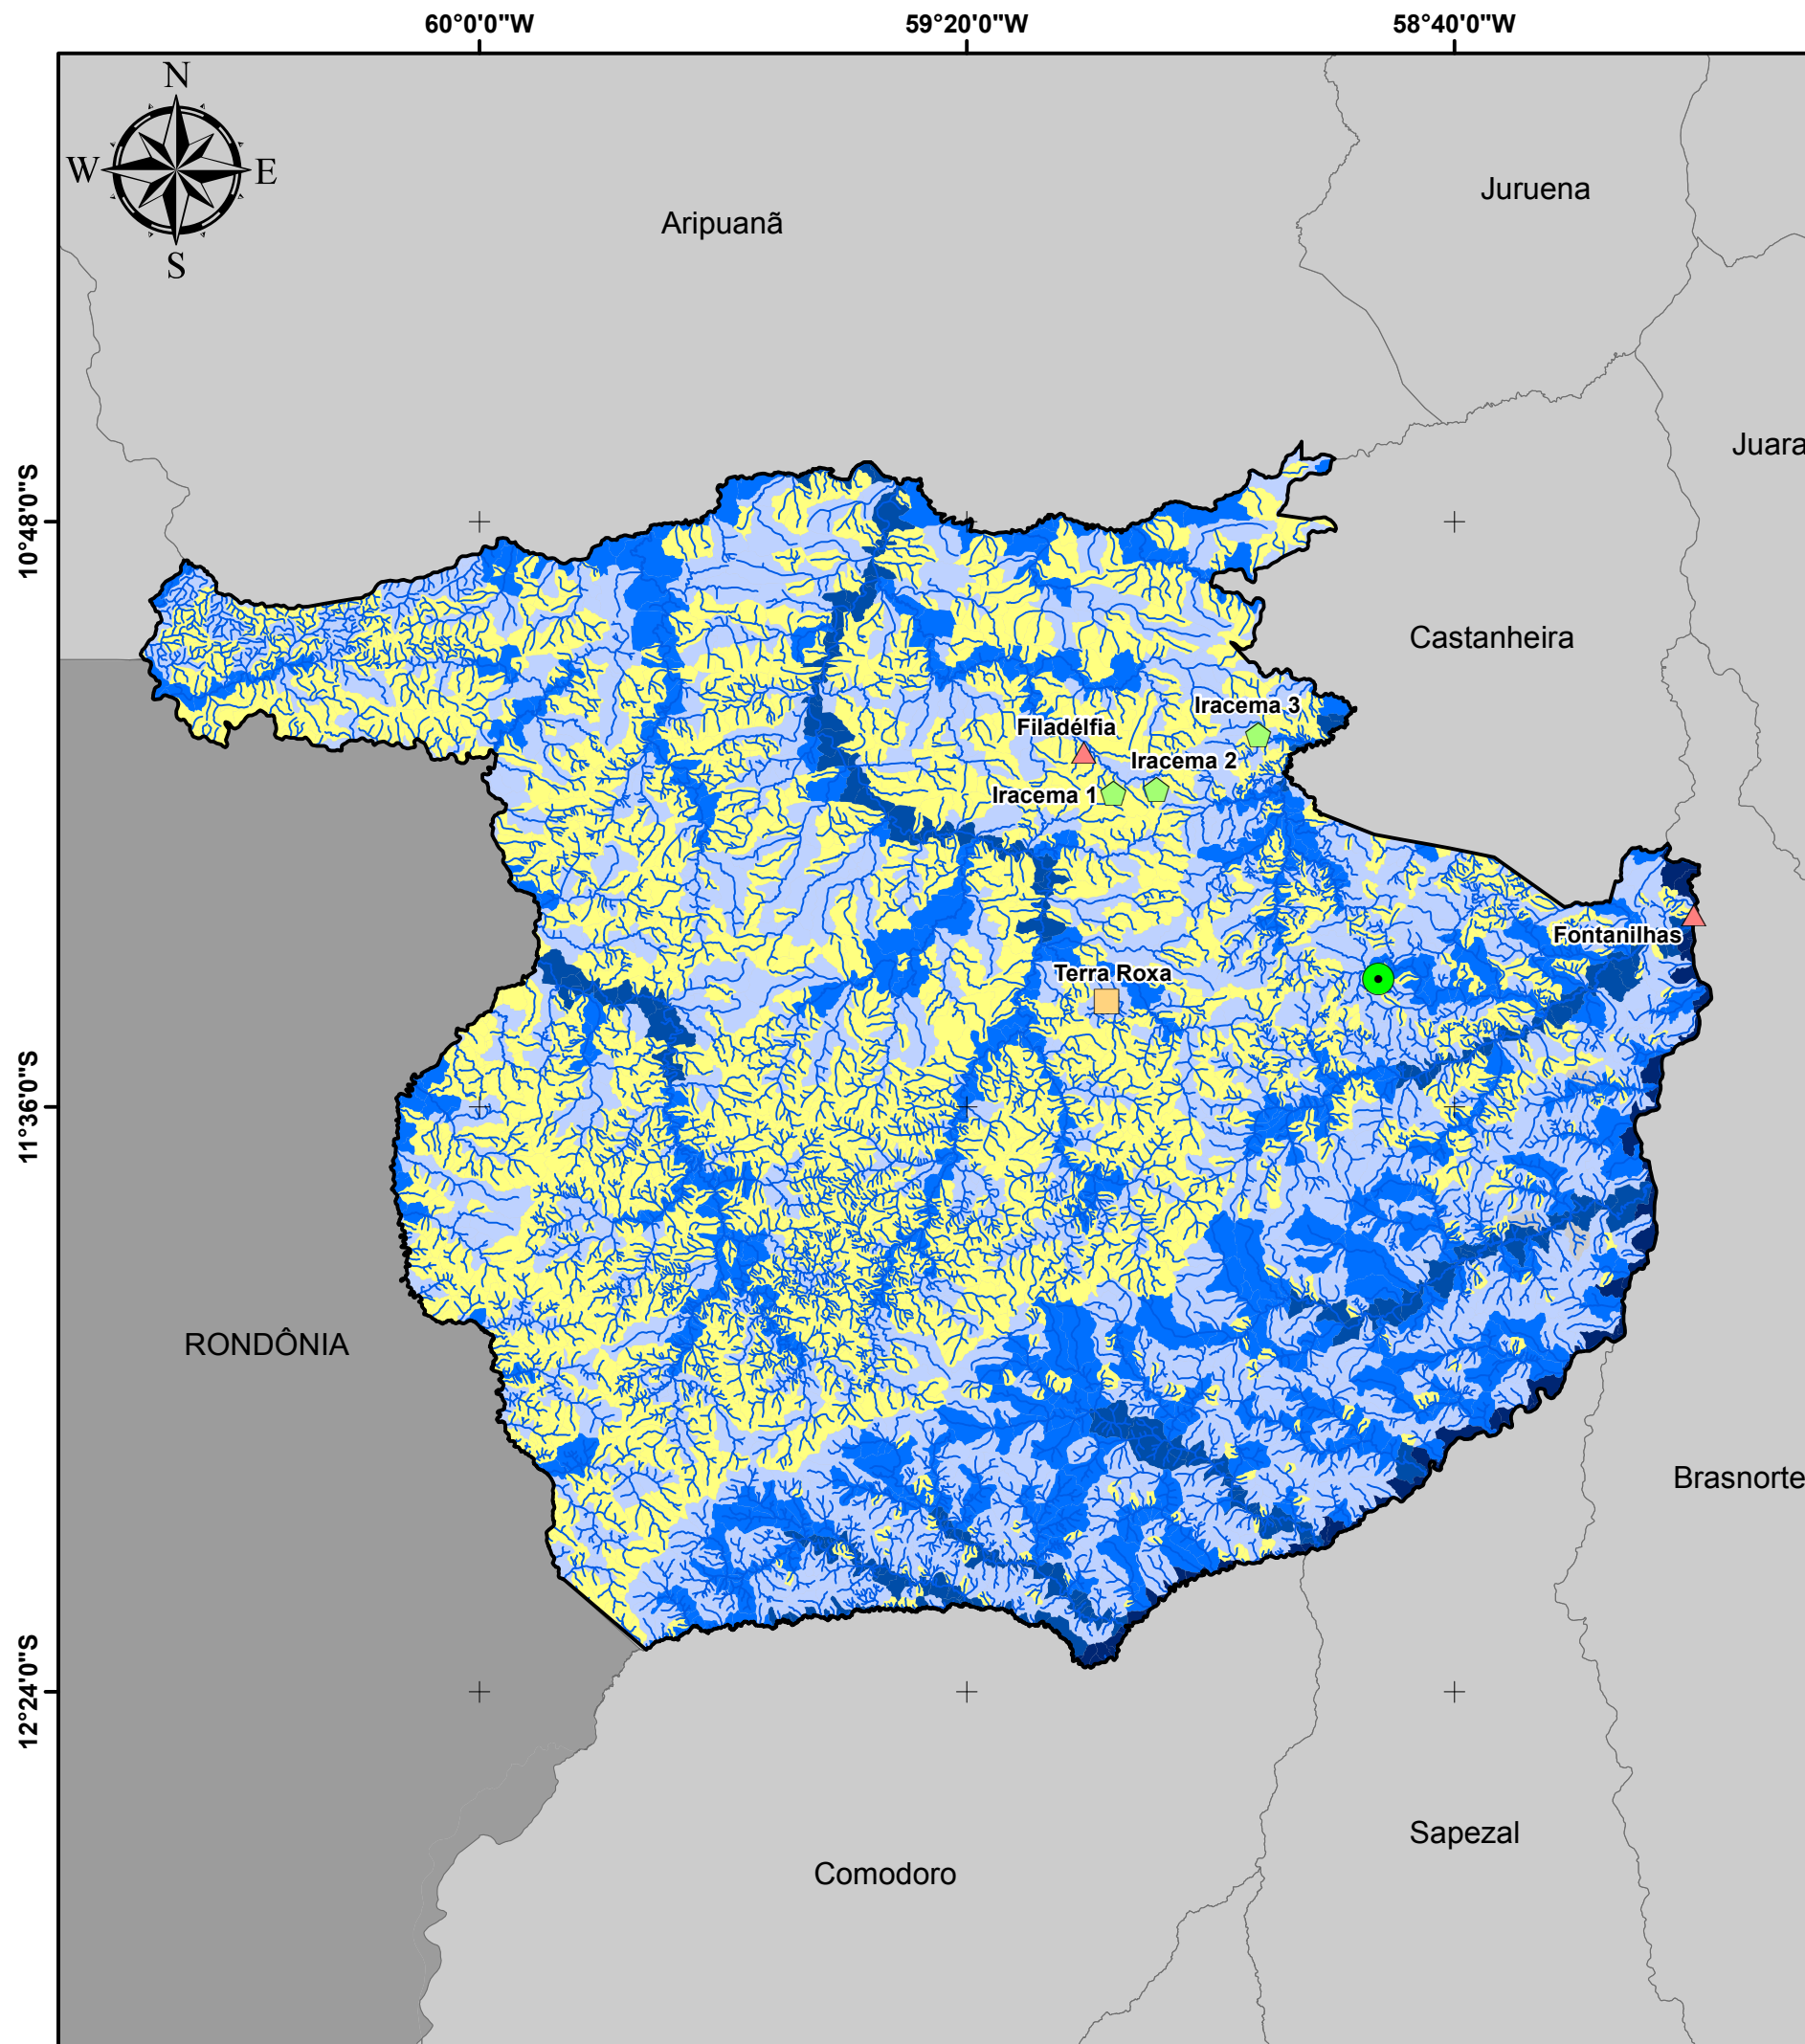 60°0'0"W
59°20'0"W
58°40'0"W
N
W
E
S
Juruena
Aripuanã
Juara
10°48'0"S
Castanheira
Iracema 3
Filadélfia
Iracema 2
Iracema 1
Fontanilhas
Terra Roxa
11°36'0"S
RONDÔNIA
Brasnorte
12°24'0"S
Sapezal
Comodoro